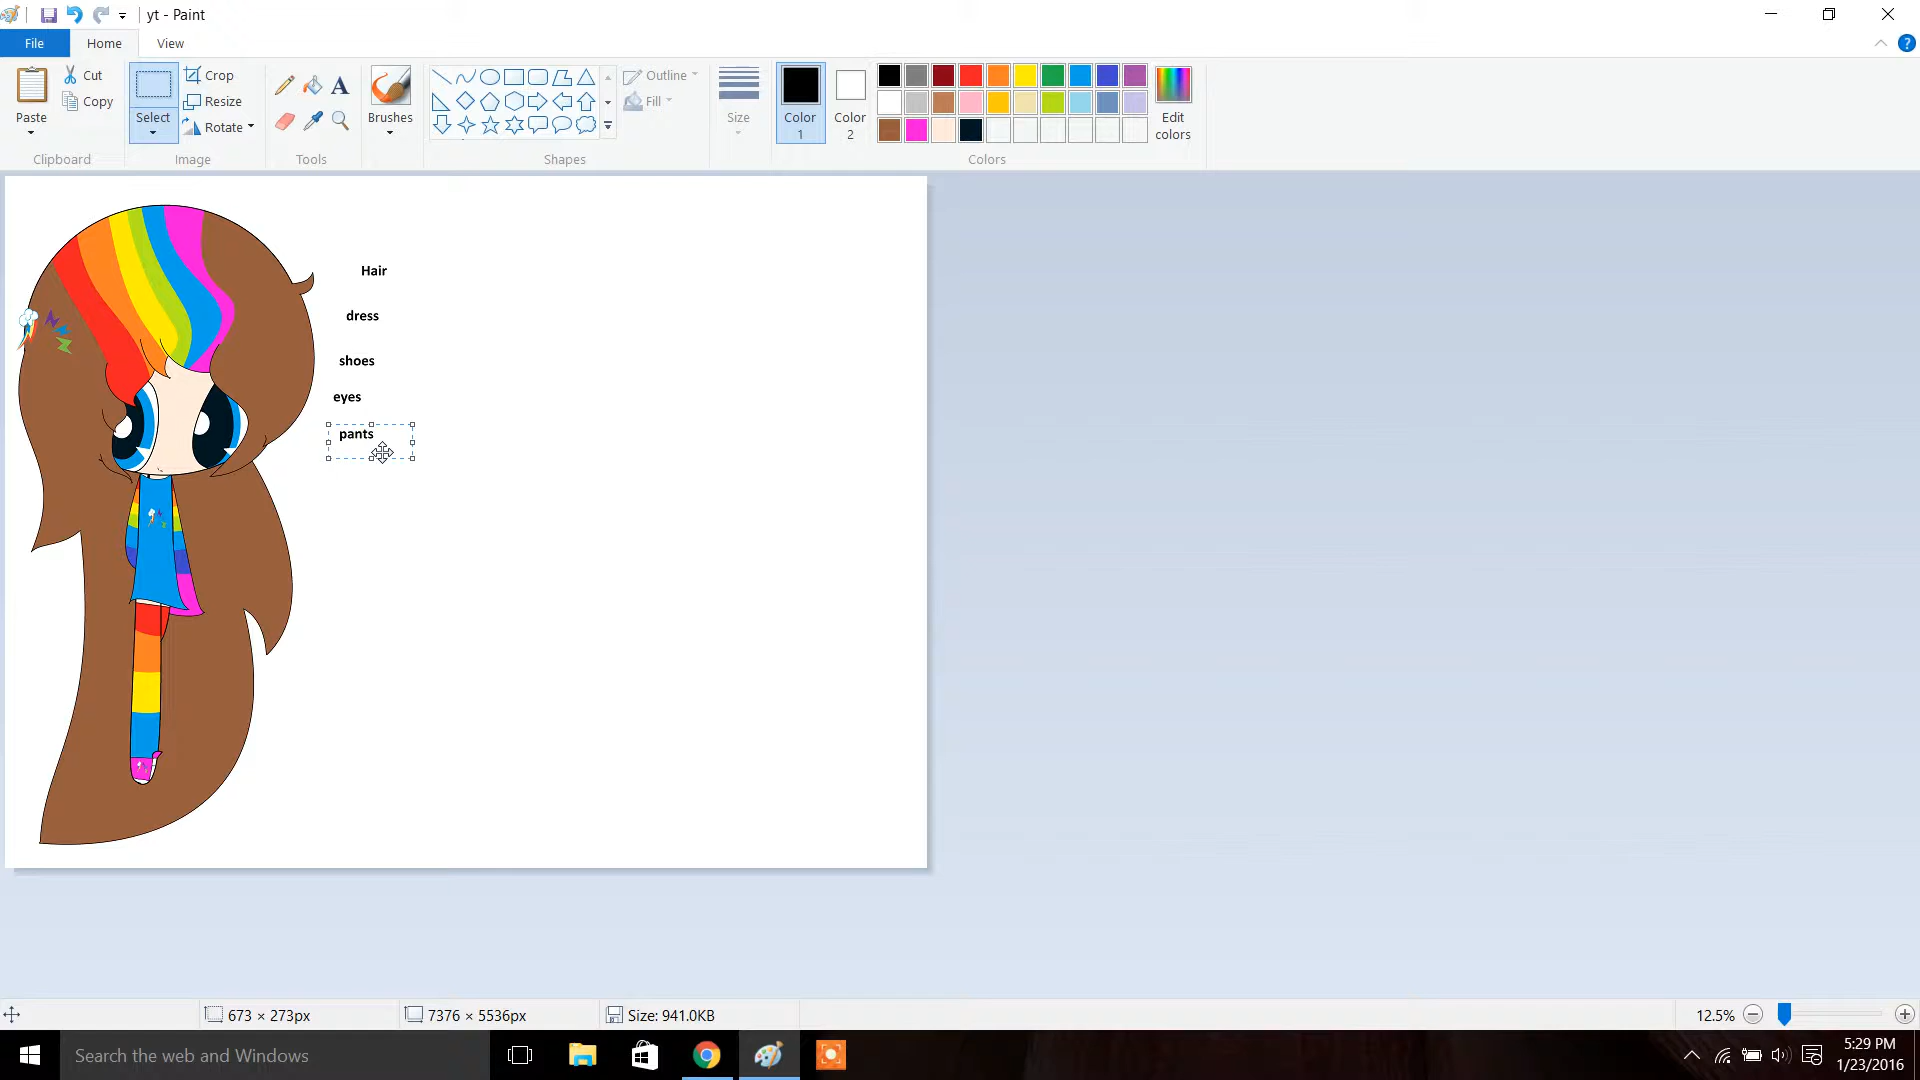 yt - Paint
File Home View
Paste
Cut
Copy
Clipboard
Select
Crop
Resize
Rotate
Image
Tools
Brushes
Shapes
Outline
Fill
Size
Color 1
Color 2
Edit colors
Colors
Hair
dress
shoes
eyes
pants
673 × 273px
7376 × 5536px
Size: 941.0KB
12.5%
Search the web and Windows
5:29 PM
1/23/2016